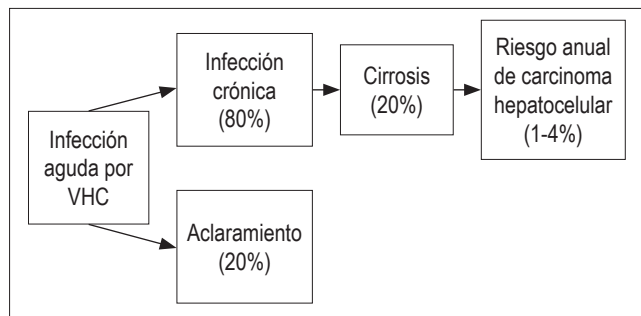 Infección
aguda por
VHC
Infección
crónica
(80%)
Cirrosis
(20%)
Riesgo anual
de carcinoma
hepatocelular
(1-4%)
Aclaramiento
(20%)